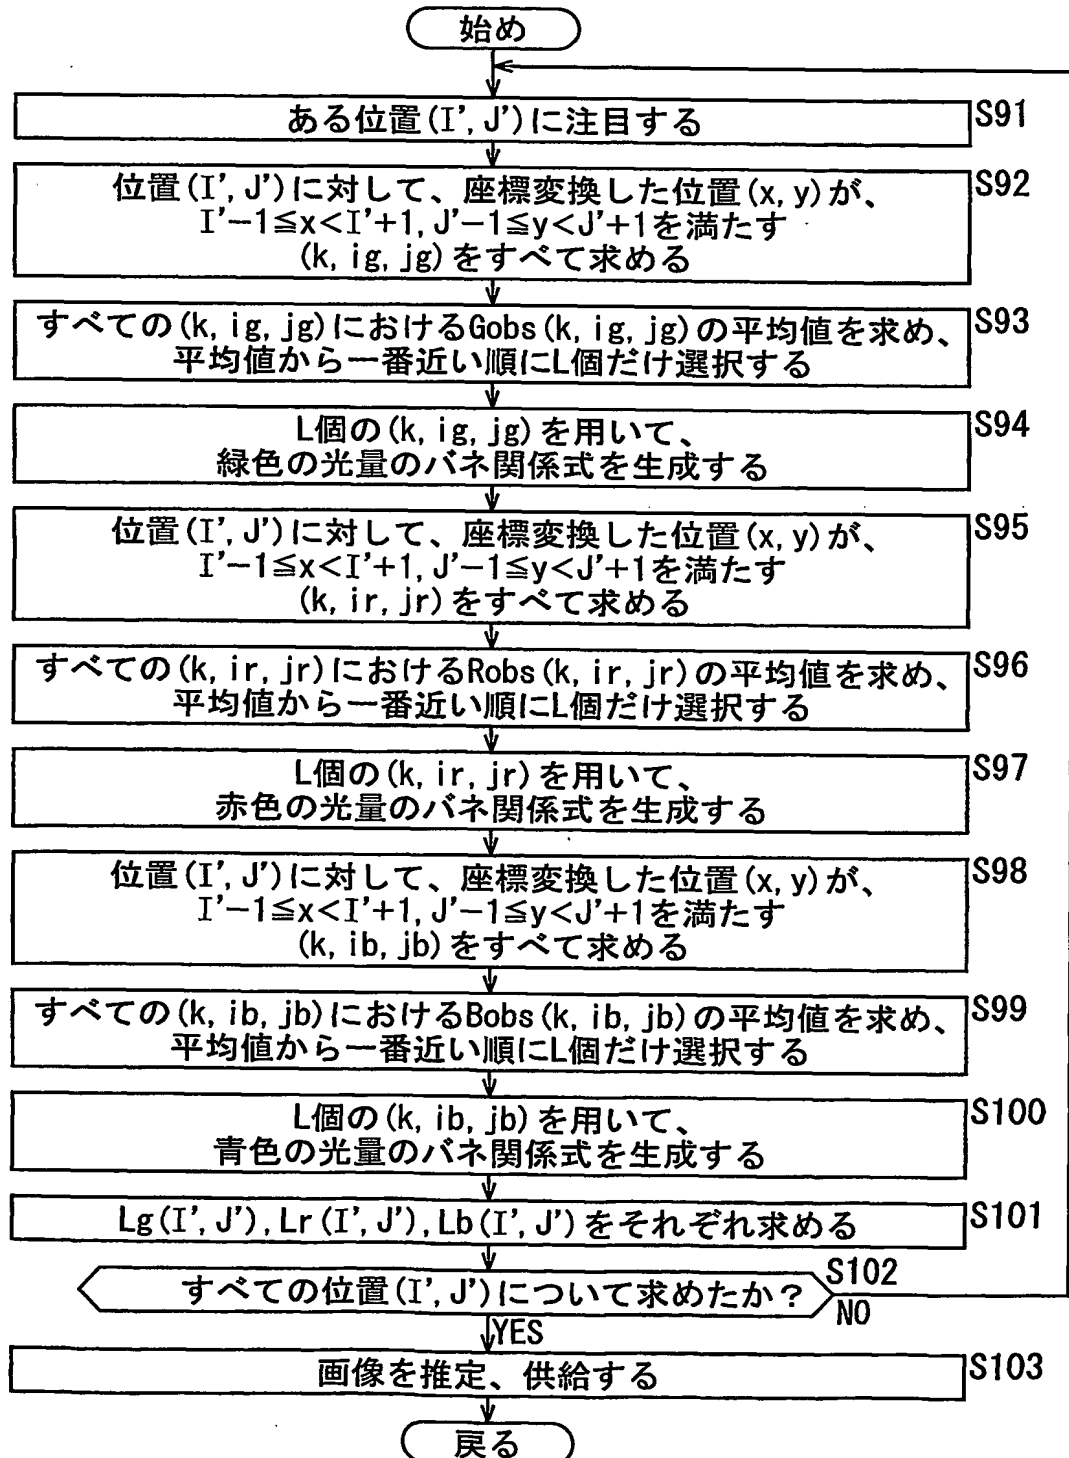 始め
ある位置(I',J')に注目する
S91
位置(I',J')に対して、座標変換した位置(x,y)が、
I'-1≦x<I'+1,J'-1≦y<J'+1を満たす
(k,ig,jg)をすべて求める
S92
すべての(k,ig,jg)におけるGobs(k,ig,jg)の平均値を求め、
平均値から一番近い順にL個だけ選択する
S93
L個の(k,ig,jg)を用いて、
緑色の光量のバネ関係式を生成する
S94
位置(I',J')に対して、座標変換した位置(x,y)が、
I'-1≦x<I'+1,J'-1≦y<J'+1を満たす
(k,ir,jr)をすべて求める
S95
すべての(k,ir,jr)におけるRobs(k,ir,jr)の平均値を求め、
平均値から一番近い順にL個だけ選択する
S96
L個の(k,ir,jr)を用いて、
赤色の光量のバネ関係式を生成する
S97
位置(I',J')に対して、座標変換した位置(x,y)が、
I'-1≦x<I'+1,J'-1≦y<J'+1を満たす
(k,ib,jb)をすべて求める
S98
すべての(k,ib,jb)におけるBobs(k,ib,jb)の平均値を求め、
平均値から一番近い順にL個だけ選択する
S99
L個の(k,ib,jb)を用いて、
青色の光量のバネ関係式を生成する
S100
Lg(I',J'),Lr(I',J'),Lb(I',J')をそれぞれ求める
S101
すべての位置(I',J')について求めたか?
S102
NO
YES
画像を推定、供給する
S103
戻る